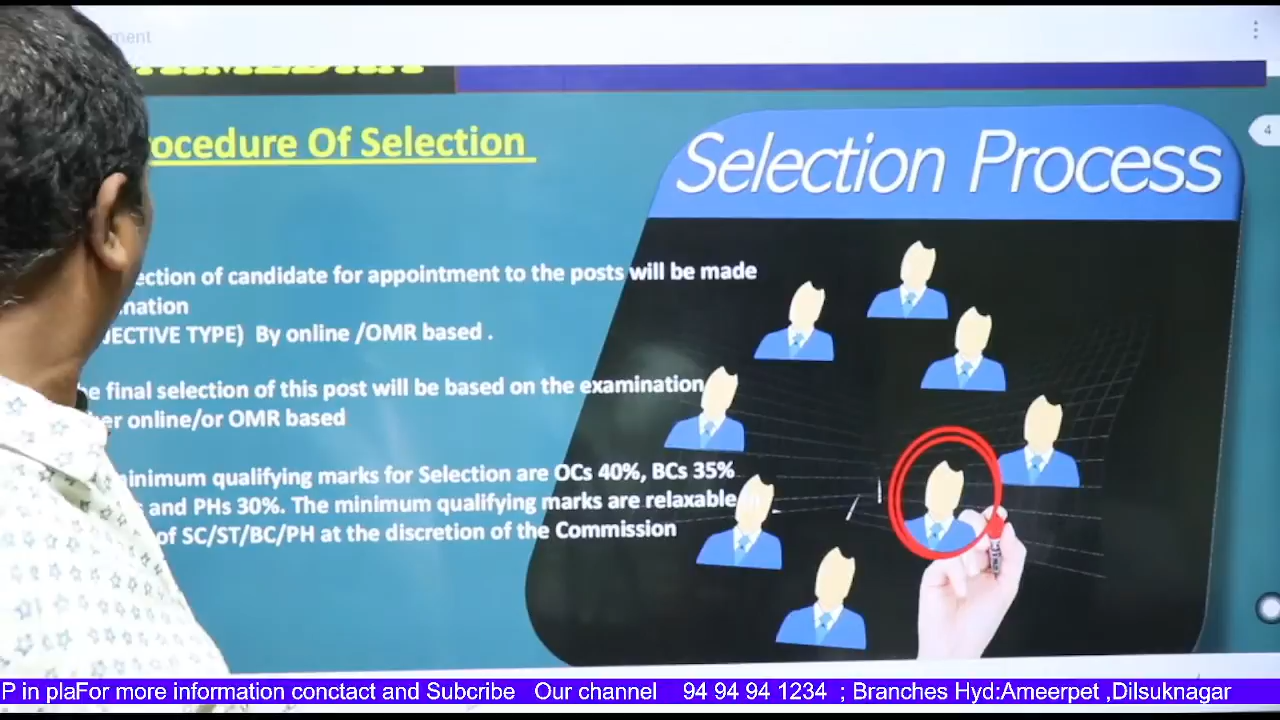 ment
ocedure Of Selection
Selection Process
4
ection of candidate for appointment to the posts will be made
nation
JECTIVE TYPE) By online /OMR based .
e final selection of this post will be based on the examination
er online/or OMR based
inimum qualifying marks for Selection are OCs 40%, BCs 35%
and PHs 30%. The minimum qualifying marks are relaxable
of SC/ST/BC/PH at the discretion of the Commission
P in plaFor more information conctact and Subcribe Our channel 94 94 94 1234 ; Branches Hyd:Ameerpet ,Dilsuknagar